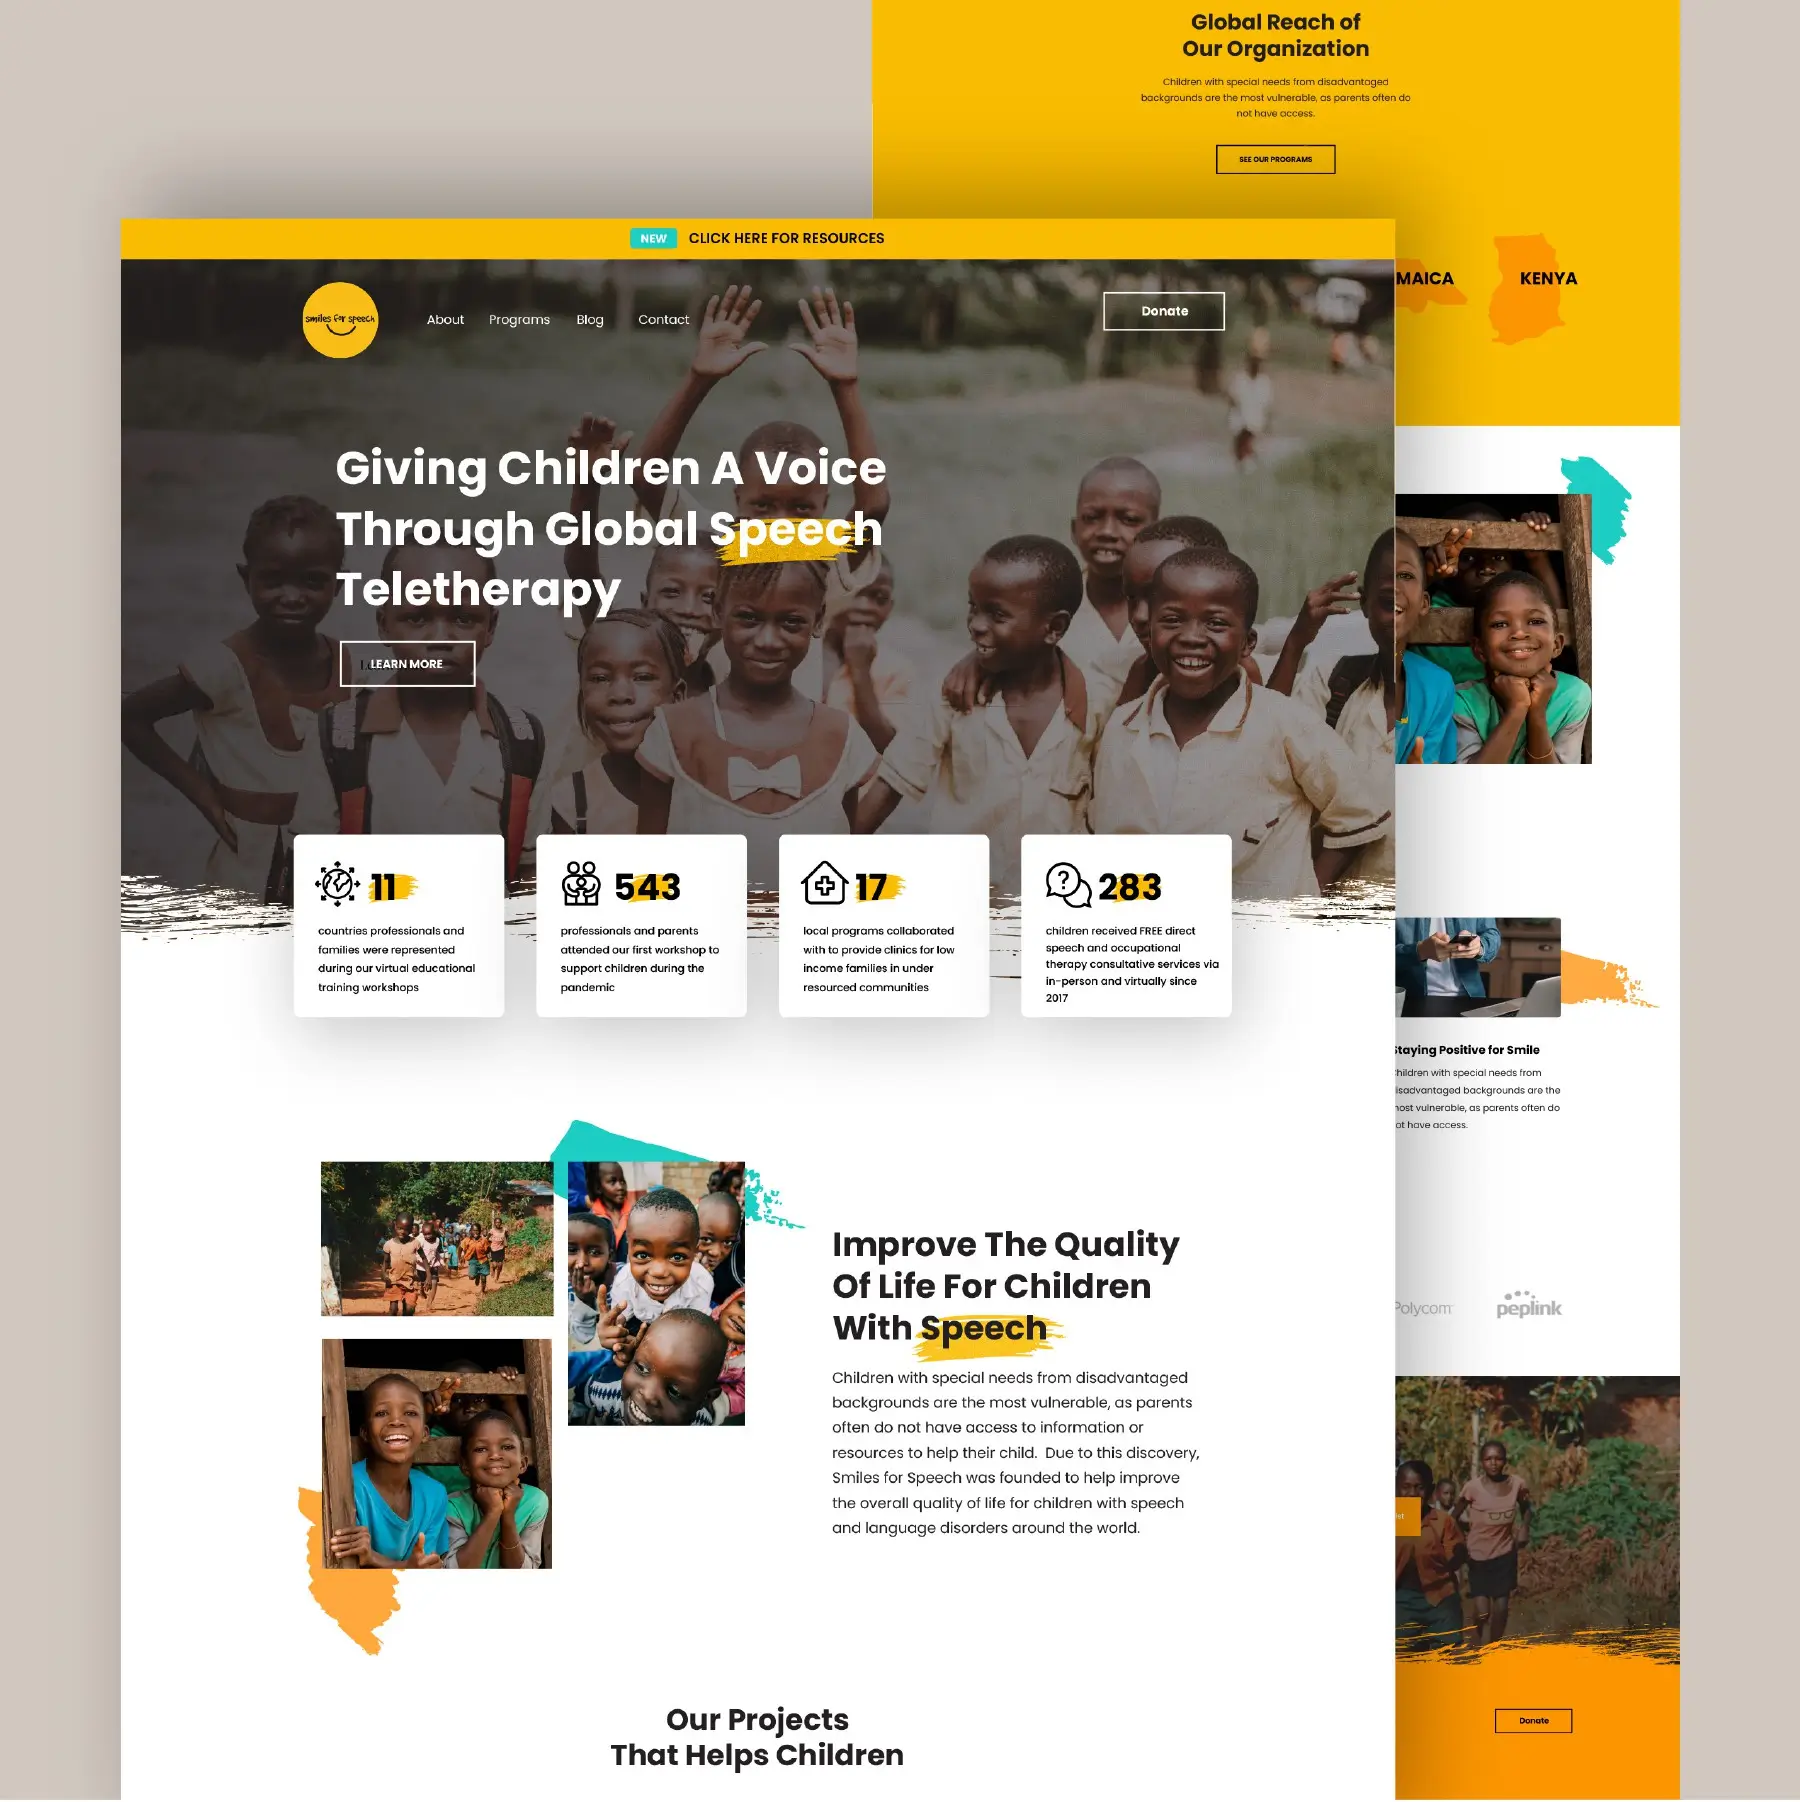 Global Reach of
Our Organization
Children with special needs from disadvantaged
backgrounds are the most vulnerable, as parents often do
not have access.
SEE OUR PROGRAMS
MAICA
KENYA
NEW CLICK HERE FOR RESOURCES
smiles for speech
About Programs Blog Contact
Donate
Giving Children A Voice
Through Global Speech
Teletherapy
LEARN MORE
11
countries professionals and
families were represented
during our virtual educational
training workshops
543
professionals and parents
attended our first workshop to
support children during the
pandemic
17
local programs collaborated
with to provide clinics for low
income families in under
resourced communities
283
children received FREE direct
speech and occupational
therapy consultative services via
in-person and virtually since
2017
Improve The Quality
Of Life For Children
With Speech
Children with special needs from disadvantaged
backgrounds are the most vulnerable, as parents
often do not have access to information or
resources to help their child. Due to this discovery,
Smiles for Speech was founded to help improve
the overall quality of life for children with speech
and language disorders around the world.
Our Projects
That Helps Children
Staying Positive for Smile
hildren with special needs from
isadvantaged backgrounds are the
ost vulnerable, as parents often do
ot have access.
Polycom
peplink
Donate